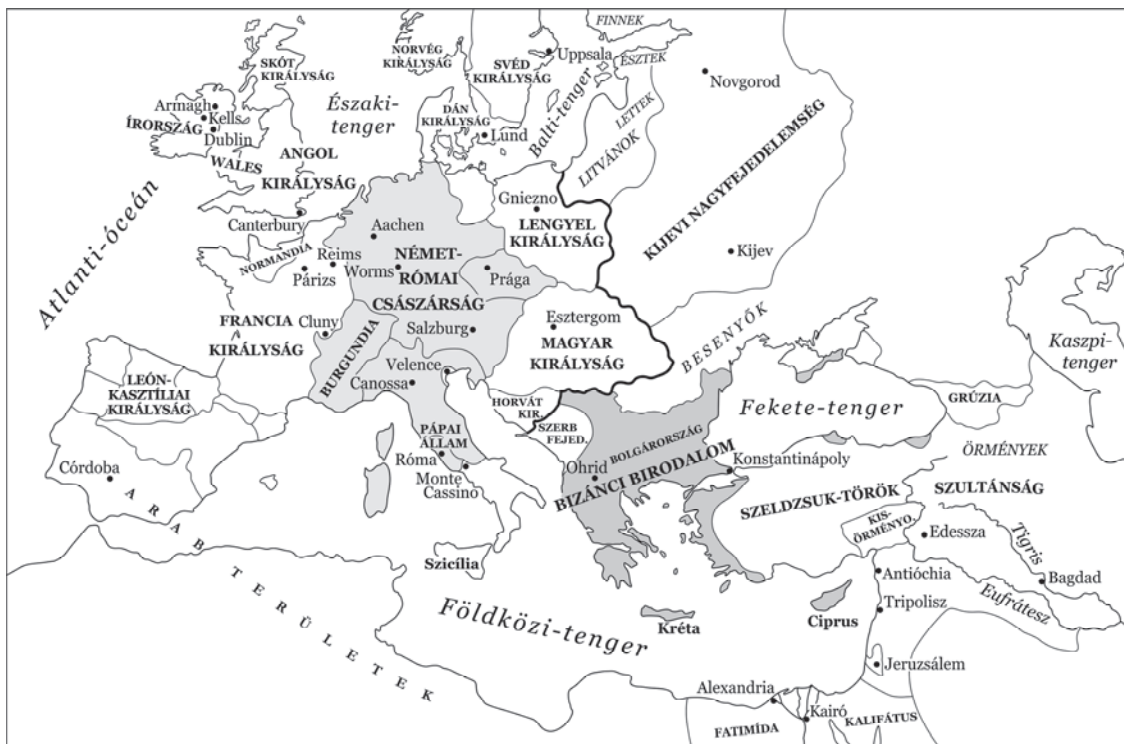 FINNEK
NORVÉG
KIRÁLYSÁG
SVÉD
KIRÁLYSÁG
Uppsala
ÉSZTEK
SKÓT
KIRÁLYSÁG
Novgorod
Északi-
tenger
Balti-tenger
LETTEK
LITVÁNOK
DÁN
KIRÁLYSÁG
Lund
Armagh
Kells
ÍRORSZÁG
Dublin
WALES
ANGOL
KIRÁLYSÁG
KIJEVI NAGYFEJEDELEMSÉG
Atlanti-óceán
Gniezno
LENGYEL
KIRÁLYSÁG
Canterbury
Aachen
Kijev
NORMANDIA
Reims
Párizs
Worms
NÉMET-
RÓMAI
CSÁSZÁRSÁG
Prága
Esztergom
MAGYAR
KIRÁLYSÁG
BESENYŐK
FRANCIA
KIRÁLYSÁG
Cluny
Salzburg
BURGUNDIA
Velence
Canossa
Kaszpi-
tenger
LEÓN-
KASZTÍLIAI
KIRÁLYSÁG
HORVÁT
KIR.
SZERB
FEJED.
Fekete-tenger
GRÚZIA
PÁPAI
ÁLLAM
Róma
Monte
Cassino
BOLGÁRORSZÁG
BIZÁNCI BIRODALOM
Ohrid
Konstantinápoly
ÖRMÉNYEK
Córdoba
SZELDZSUK-TÖRÖK
SZULTÁNSÁG
KIS-
ÖRMÉNYO.
Edessza
Tigris
ARAB TERÜLETEK
Szicília
Antióchia
Bagdad
Eufrátesz
Tripolisz
Földközi-tenger
Kréta
Ciprus
Jeruzsálem
Alexandria
Kairó
FATIMÍDA
KALIFÁTUS